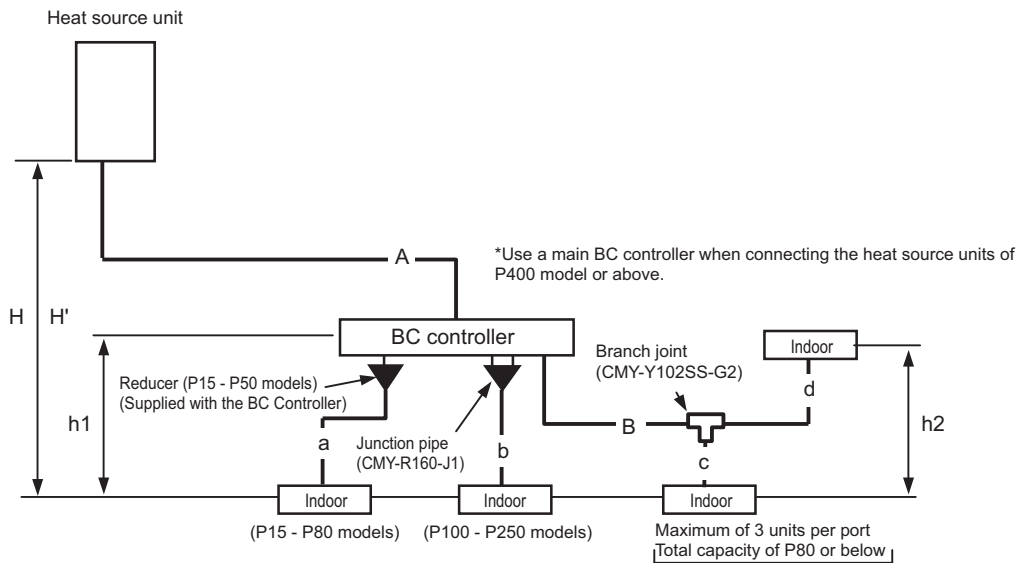 Heat source unit
A
*Use a main BC controller when connecting the heat source units of
P400 model or above.
H
H'
BC controller
Branch joint
(CMY-Y102SS-G2)
Indoor
Reducer (P15 - P50 models)
(Supplied with the BC Controller)
h1
a
Junction pipe
(CMY-R160-J1)
b
B
d
c
h2
Indoor
Indoor
Indoor
(P15 - P80 models)
(P100 - P250 models)
Maximum of 3 units per port
Total capacity of P80 or below